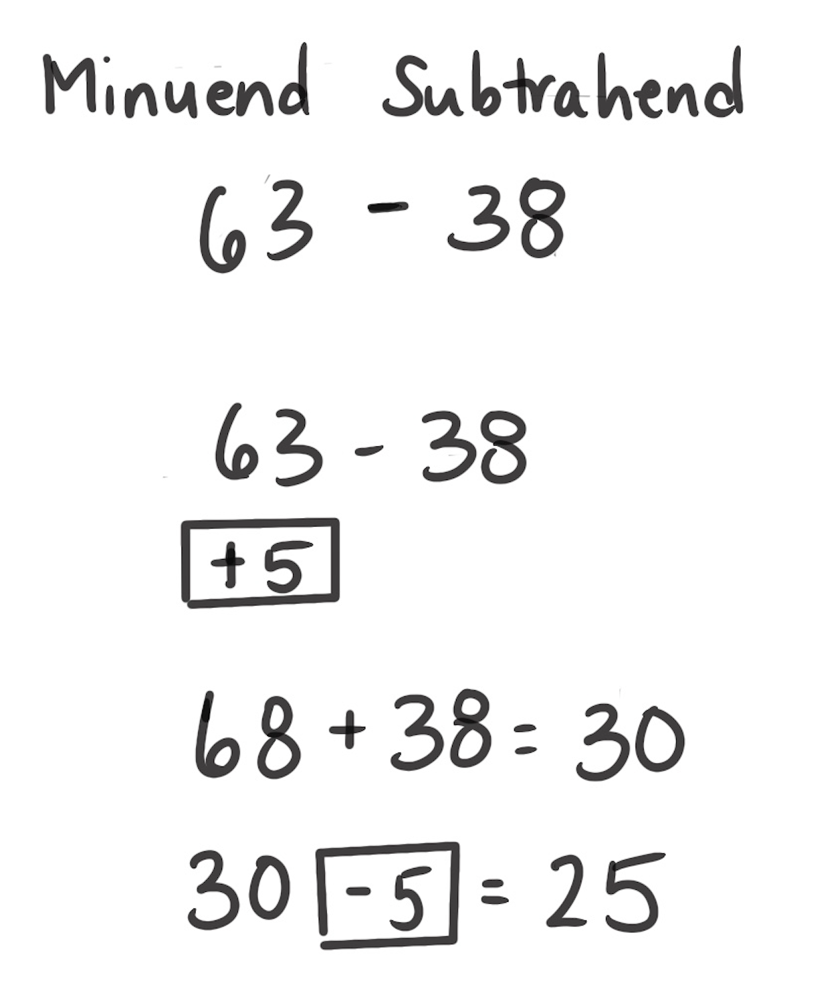 Minuend Subtrahend
63 - 38
63 - 38
+5
68 + 38 = 30
30 - 5 = 25